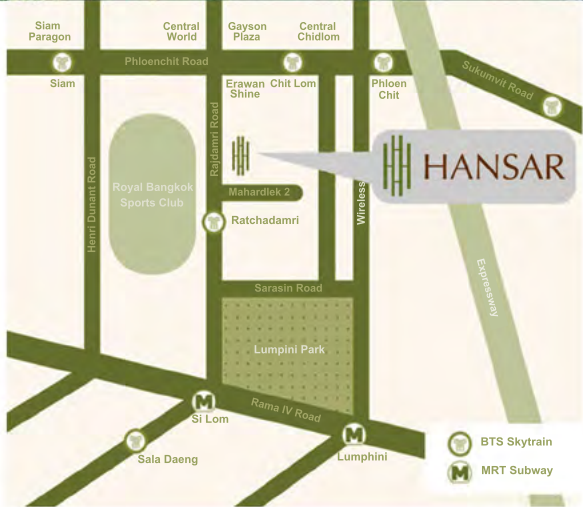 Siam
Paragon
Central
World
Gayson
Plaza
Central
Chidlom
Phloenchit Road
Sukumvit Road
Siam
Erawan
Shine
Chit Lom
Phloen
Chit
Rajdamri Road
Henri Dunant Road
Royal Bangkok
Sports Club
Mahardlek 2
Wireless
HANSAR
Ratchadamri
Expressway
Sarasin Road
Lumpini Park
Rama IV Road
M
Si Lom
Sala Daeng
M
Lumphini
BTS Skytrain
M
MRT Subway